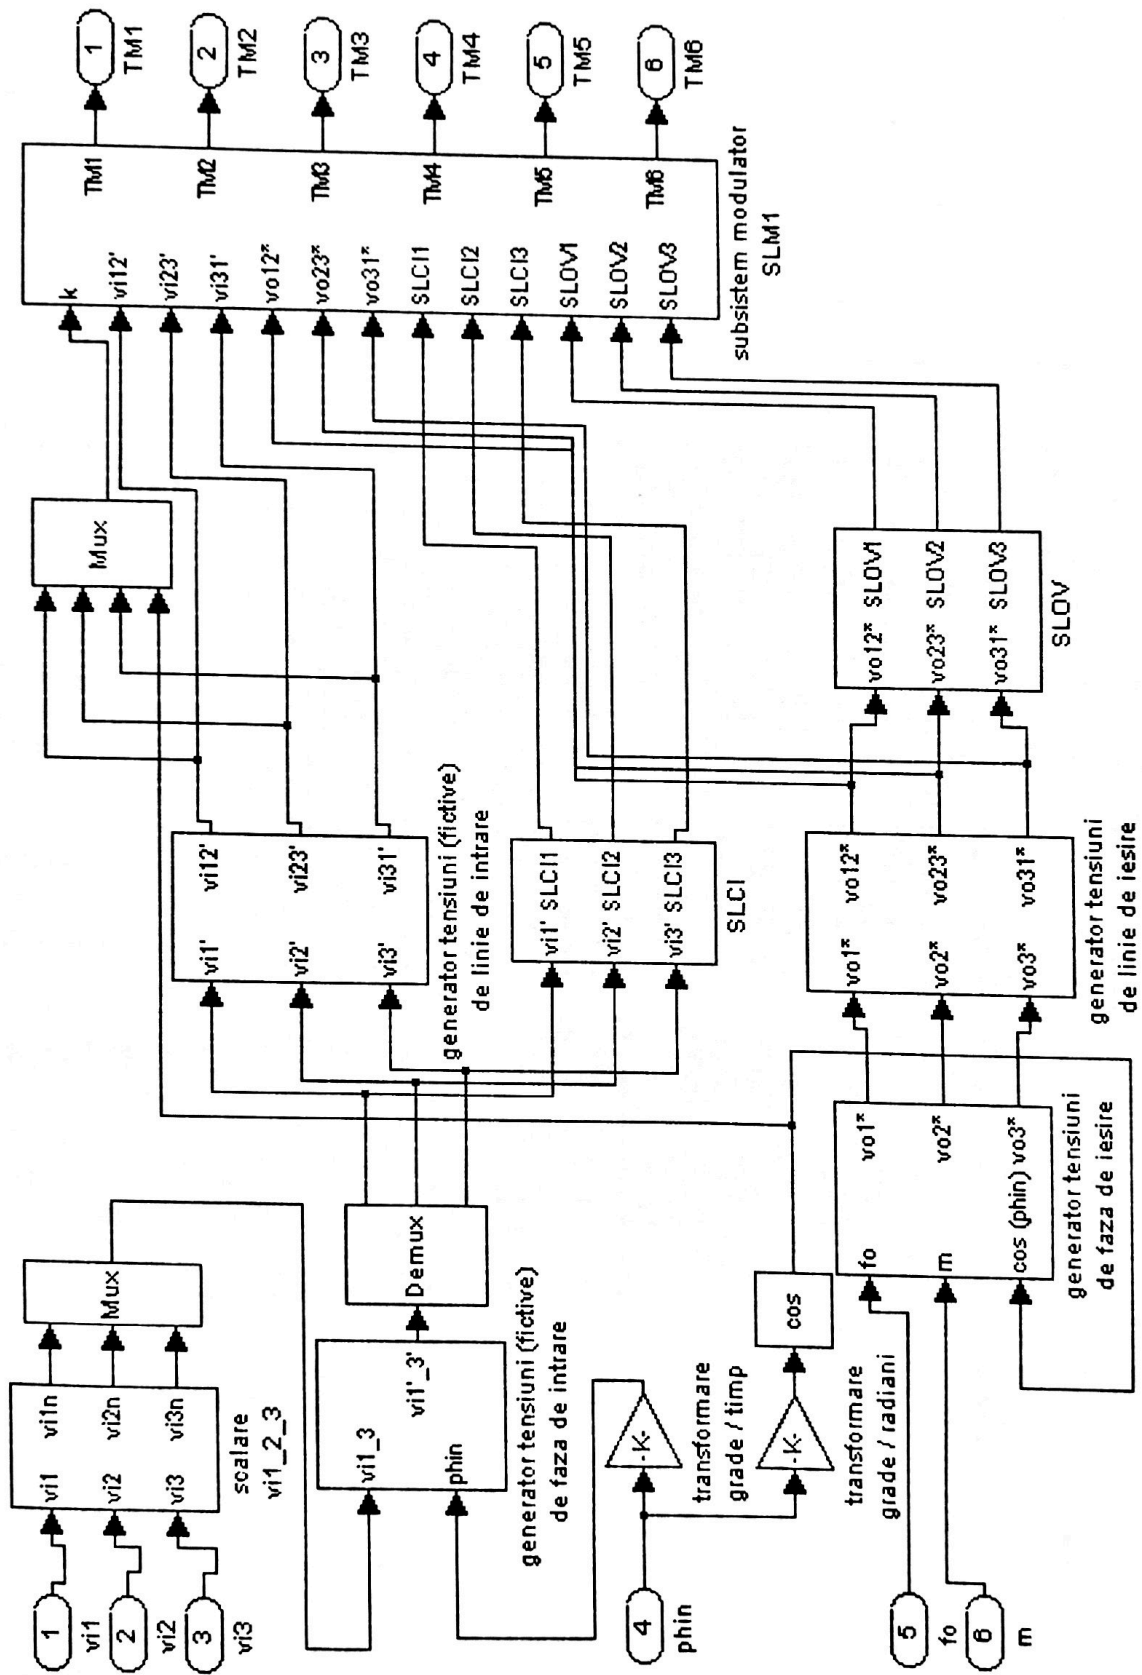 1
vi1
2
vi2
3
vi3
vi1 vi1n
vi2 vi2n
vi3 vi3n
scalare
vi1_2_3
Mux
vi1_3
vi1'_3'
phin
generator tensiuni (fictive)
de faza de intrare
Demux
4
phin
-K-
transformare
grade / timp
-K-
transformare
grade / radiani
cos
5
fo
6
m
fo
m
cos (phin)
vo1*
vo2*
vo3*
generator tensiuni
de faza de iesire
vi1' vi12'
vi2' vi23'
vi3' vi31'
generator tensiuni (fictive)
de linie de intrare
vi1' SLCI1
vi2' SLCI2
vi3' SLCI3
SLCI
vo1* vo12*
vo2* vo23*
vo3* vo31*
generator tensiuni
de linie de iesire
Mux
vo12* SLOV1
vo23* SLOV2
vo31* SLOV3
SLOV
k
vi12'
vi23'
vi31'
vo12*
vo23*
vo31*
SLCI1
SLCI2
SLCI3
SLOV1
SLOV2
SLOV3
TM1
TM2
TM3
TM4
TM5
TM6
subsistem modulator
SLM1
1
TM1
2
TM2
3
TM3
4
TM4
5
TM5
6
TM6